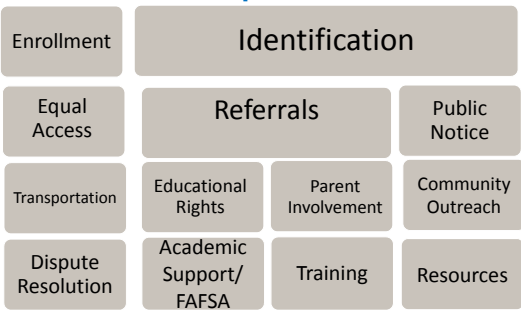 Enrollment
Identification
Equal
Access
Referrals
Public
Notice
Transportation
Educational
Rights
Parent
Involvement
Community
Outreach
Dispute
Resolution
Academic
Support/
FAFSA
Training
Resources